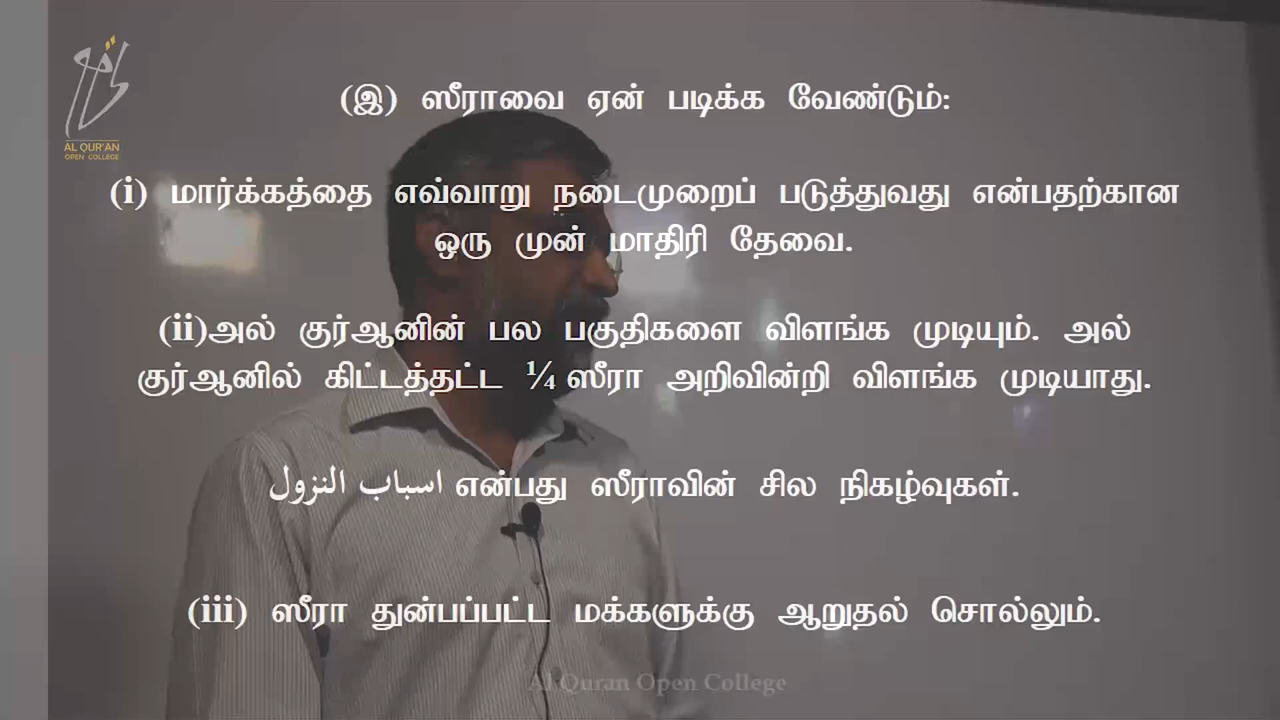 AL QUR'AN
OPEN COLLEGE
(இ) ஸீராவை ஏன் படிக்க வேண்டும்:
(i) மார்க்கத்தை எவ்வாறு நடைமுறைப் படுத்துவது என்பதற்கான
ஒரு முன் மாதிரி தேவை.
(ii)அல் குர்ஆனின் பல பகுதிகளை விளங்க முடியும். அல்
குர்ஆனில் கிட்டத்தட்ட ¼ ஸீரா அறிவின்றி விளங்க முடியாது.
اسباب النزول என்பது ஸீராவின் சில நிகழ்வுகள்.
(iii) ஸீரா துன்பப்பட்ட மக்களுக்கு ஆறுதல் சொல்லும்.
Al Quran Open College